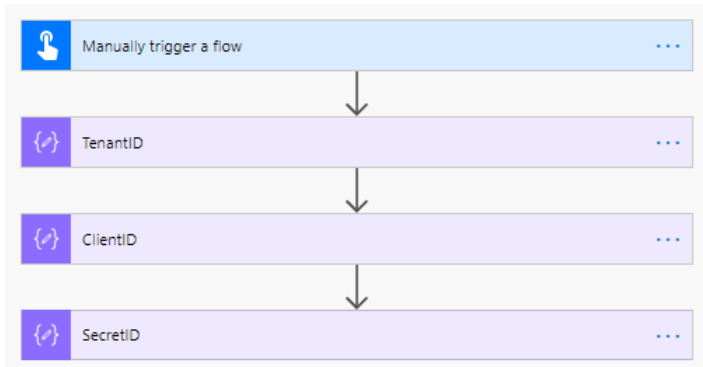 Manually trigger a flow
TenantID
ClientID
SecretID